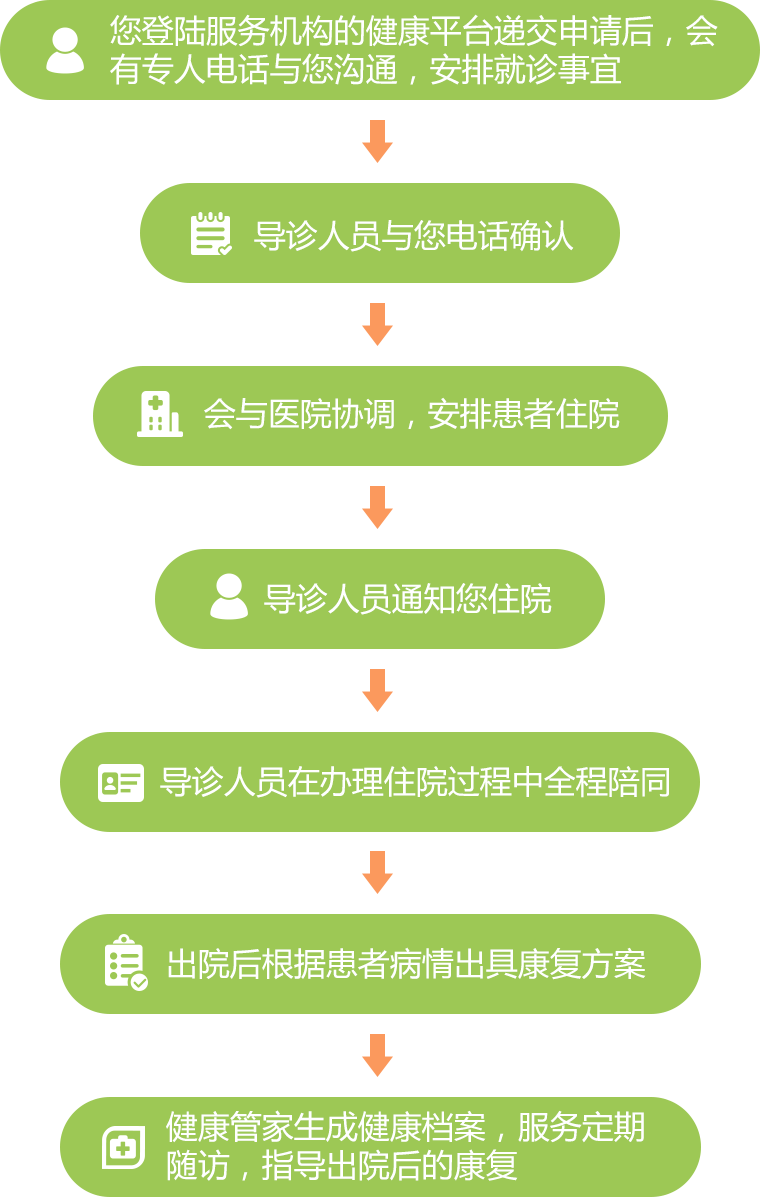 您登陆服务机构的健康平台递交申请后，会
有专人电话与您沟通，安排就诊事宜
导诊人员与您电话确认
会与医院协调，安排患者住院
导诊人员通知您住院
导诊人员在办理住院过程中全程陪同
出院后根据患者病情出具康复方案
健康管家生成健康档案，服务定期
随访，指导出院后的康复